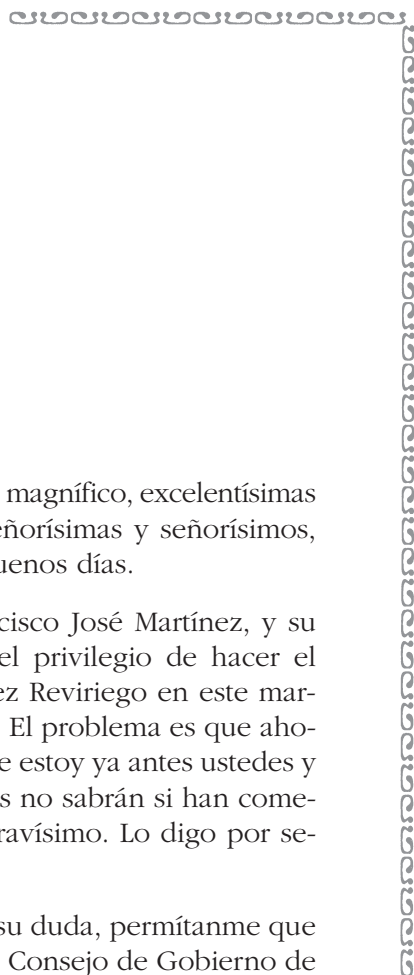 magnífico, excelentísimas
eñorísimas y señorísimos,
uenos días.
cisco José Martínez, y su
el privilegio de hacer el
ez Reviriego en este mar-
El problema es que aho-
e estoy ya antes ustedes y
s no sabrán si han come-
ravísimo. Lo digo por se-
su duda, permítanme que
Consejo de Gobierno de